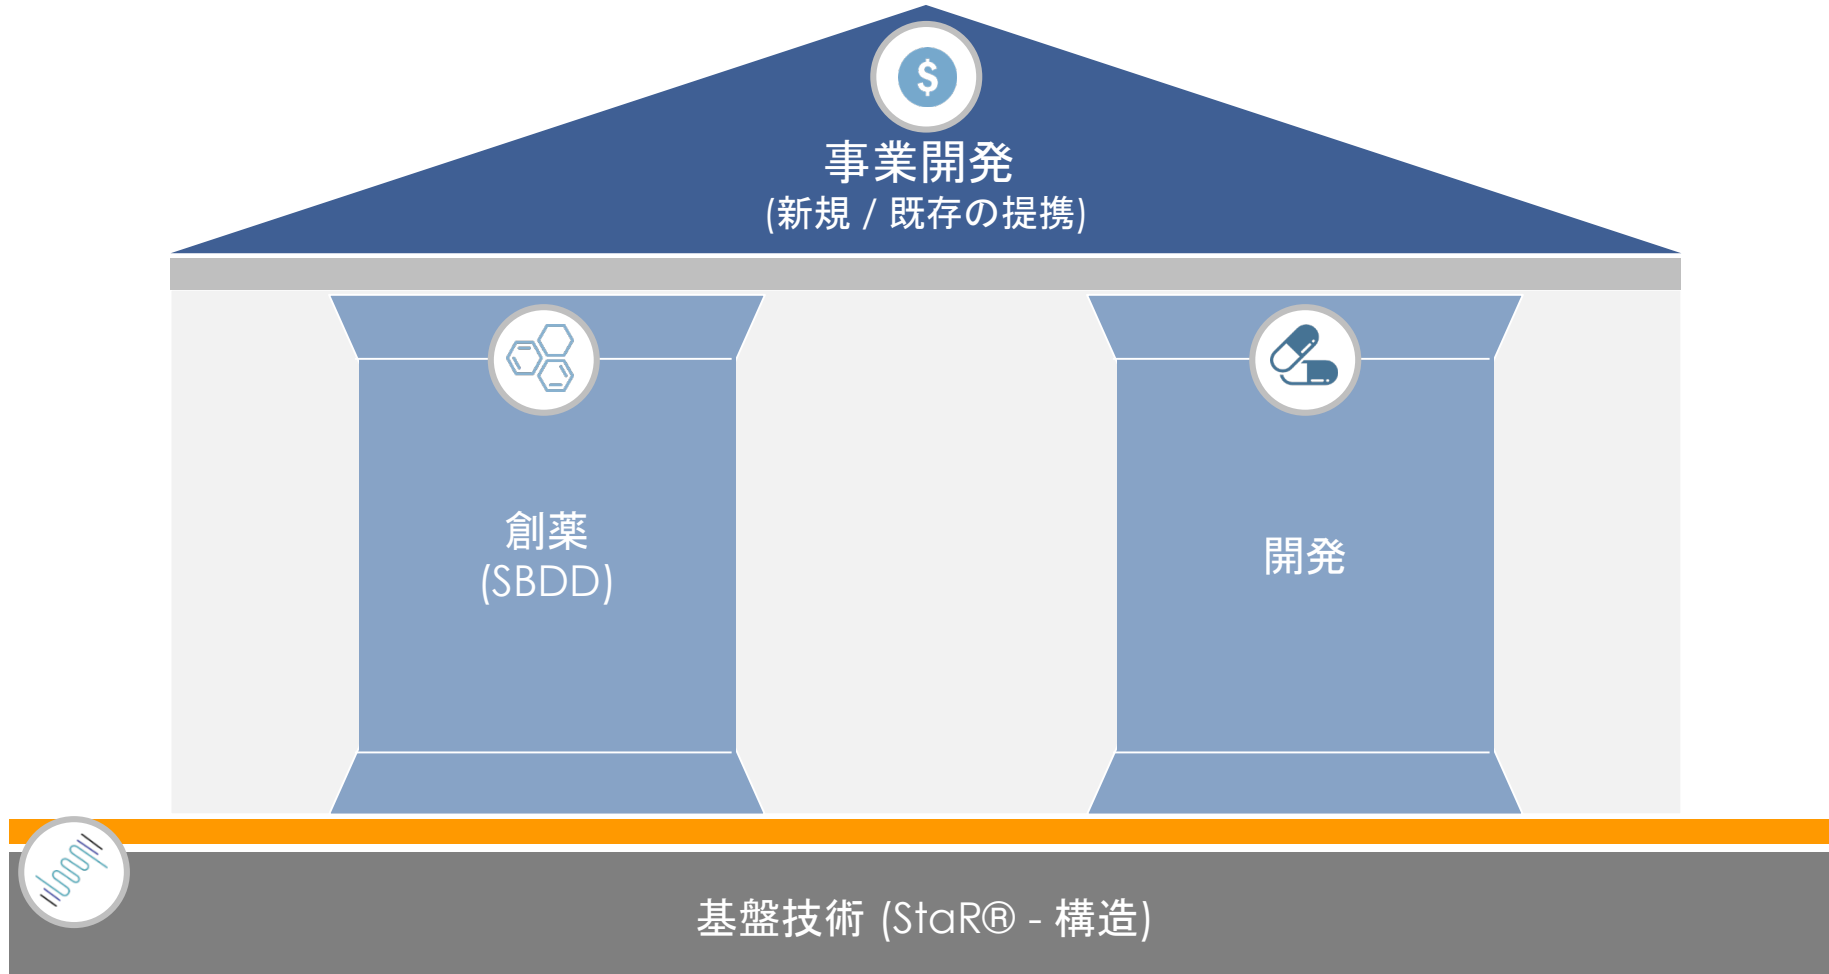 $
事業開発
(新規 / 既存の提携)
創薬
(SBDD)
開発
基盤技術 (StaR® - 構造)